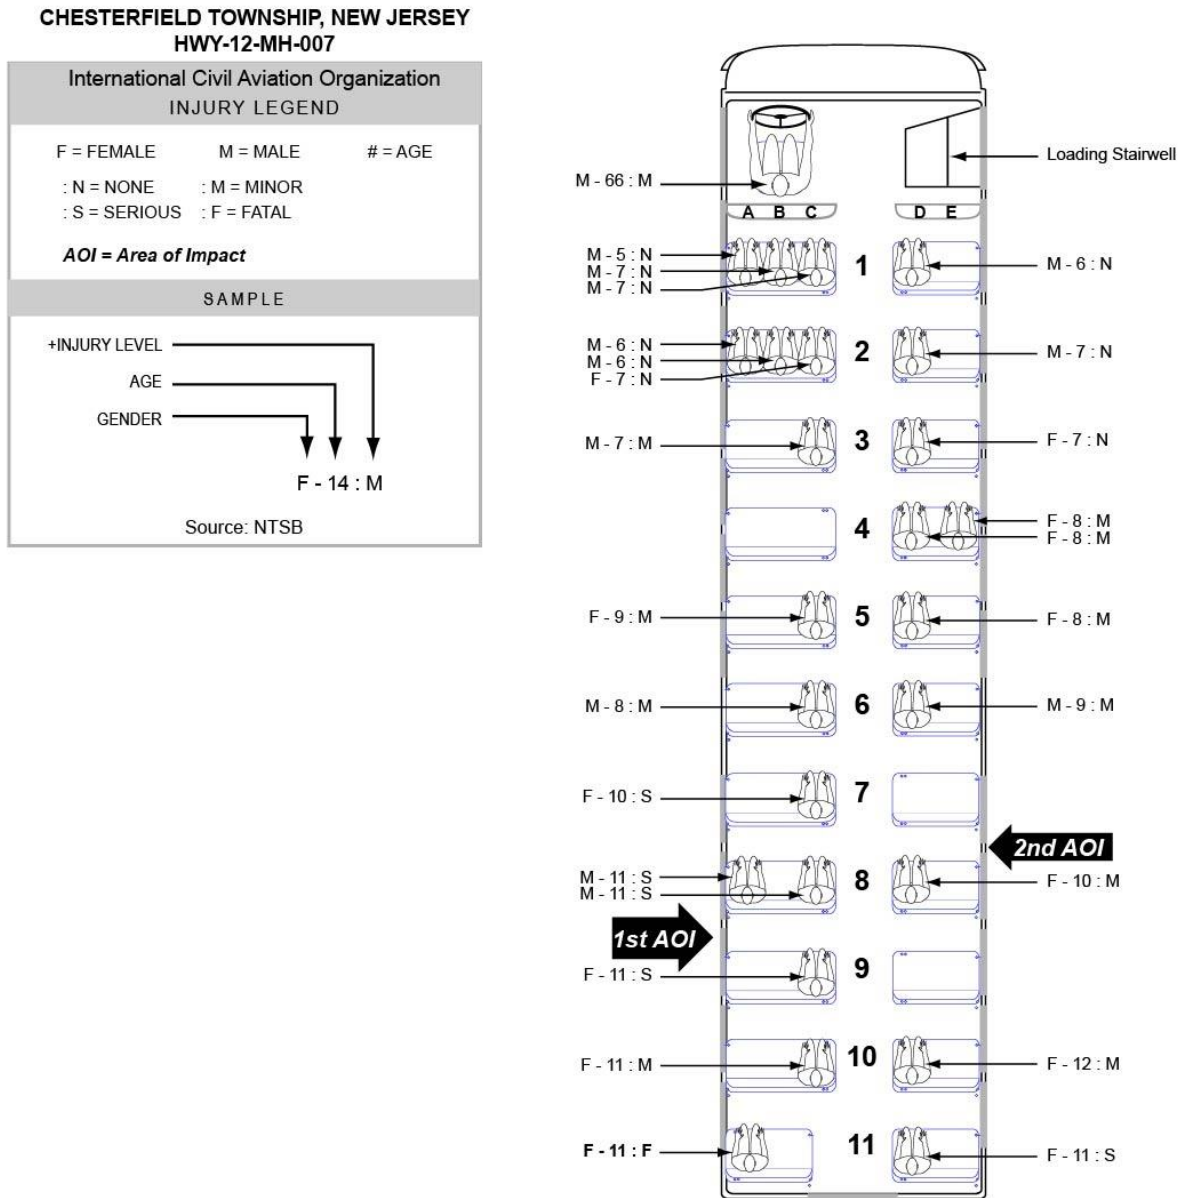 CHESTERFIELD TOWNSHIP, NEW JERSEY
HWY-12-MH-007
International Civil Aviation Organization
INJURY LEGEND
F = FEMALE M = MALE # = AGE
: N = NONE : M = MINOR
: S = SERIOUS : F = FATAL
AOI = Area of Impact
SAMPLE
+INJURY LEVEL
AGE
GENDER
F - 14 : M
Source: NTSB
Loading Stairwell
M - 66 : M
A B C D E
M - 5 : N
M - 7 : N
M - 7 : N
1
M - 6 : N
M - 6 : N
M - 6 : N
F - 7 : N
2
M - 7 : N
M - 7 : M
3
F - 7 : N
4
F - 8 : M
F - 8 : M
F - 9 : M
5
F - 8 : M
M - 8 : M
6
M - 9 : M
F - 10 : S
7
2nd AOI
M - 11 : S
M - 11 : S
8
F - 10 : M
1st AOI
F - 11 : S
9
F - 11 : M
10
F - 12 : M
F - 11 : F
11
F - 11 : S